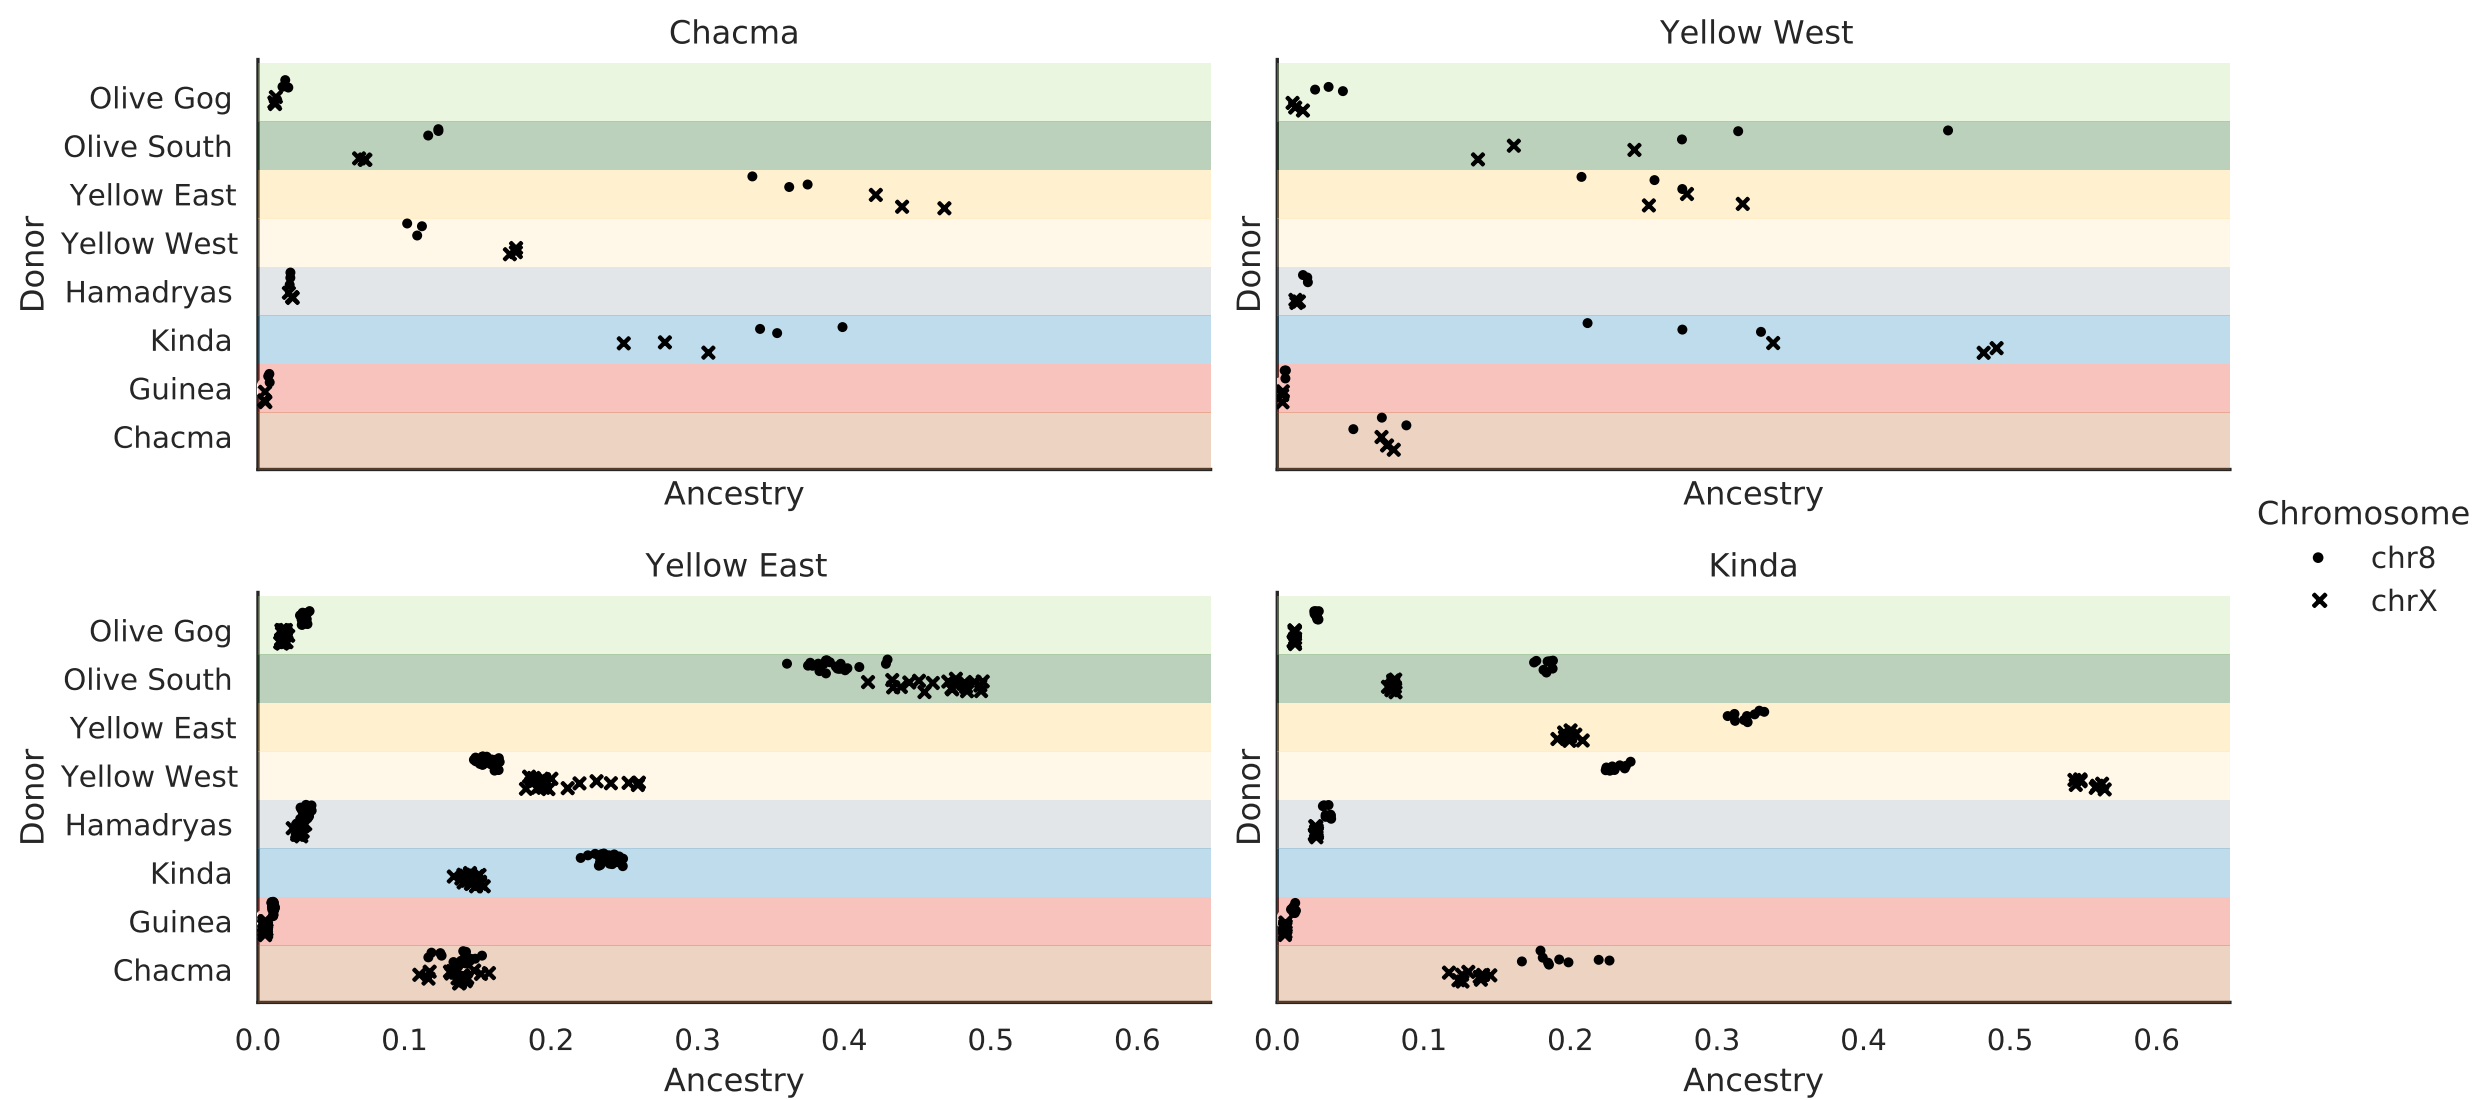 Chacma
Yellow West
Donor
Olive Gog
Olive South
Yellow East
Yellow West
Hamadryas
Kinda
Guinea
Chacma
Ancestry
Donor
Ancestry
Chromosome
chr8
chrX
Yellow East
Kinda
Donor
Olive Gog
Olive South
Yellow East
Yellow West
Hamadryas
Kinda
Guinea
Chacma
0.0 0.1 0.2 0.3 0.4 0.5 0.6
Ancestry
Donor
0.0 0.1 0.2 0.3 0.4 0.5 0.6
Ancestry